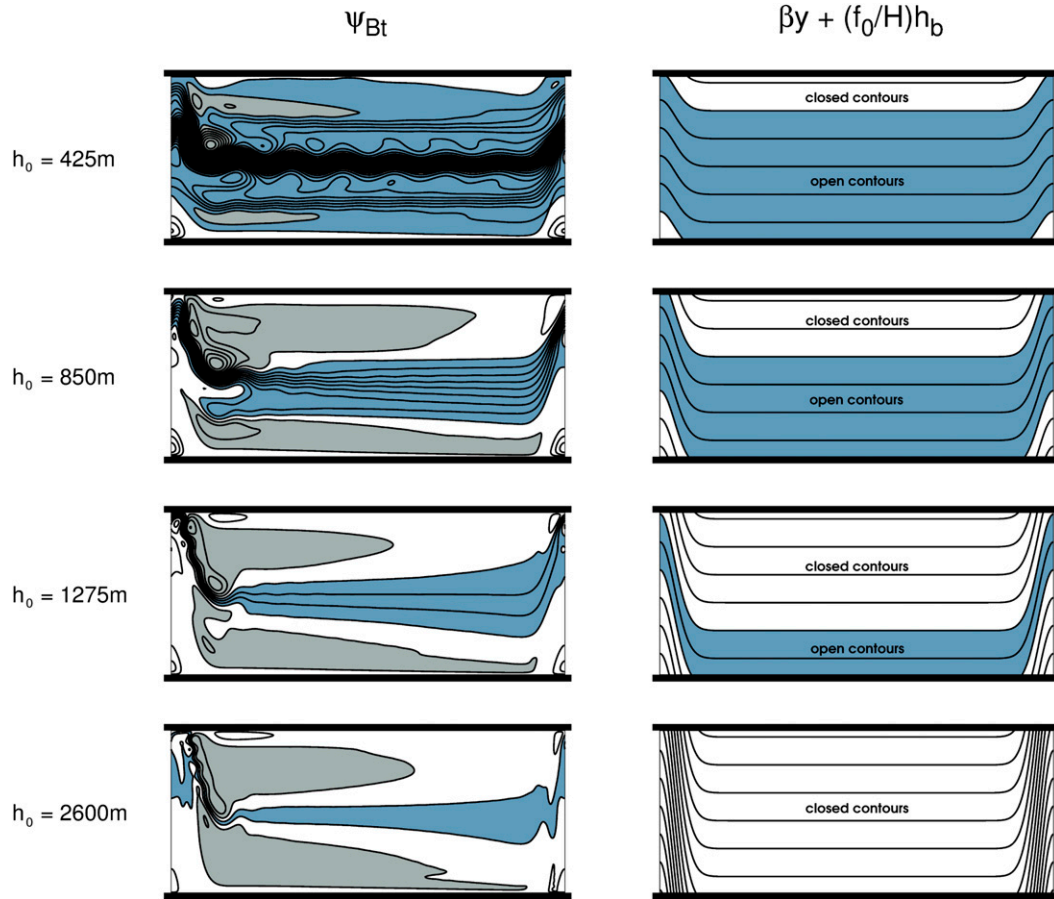 ψBt βy + (f₀/H)hb
h₀ = 425m
closed contours
open contours
h₀ = 850m
closed contours
open contours
h₀ = 1275m
closed contours
open contours
h₀ = 2600m
closed contours